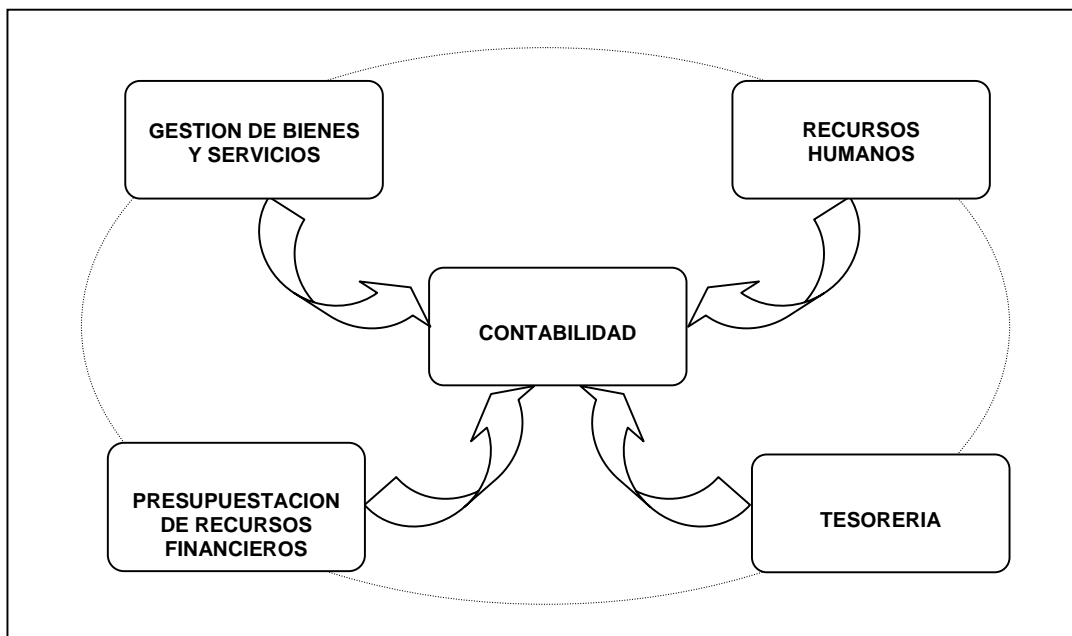 GESTION DE BIENES
Y SERVICIOS
RECURSOS
HUMANOS
CONTABILIDAD
PRESUPUESTACION
DE RECURSOS
FINANCIEROS
TESORERIA